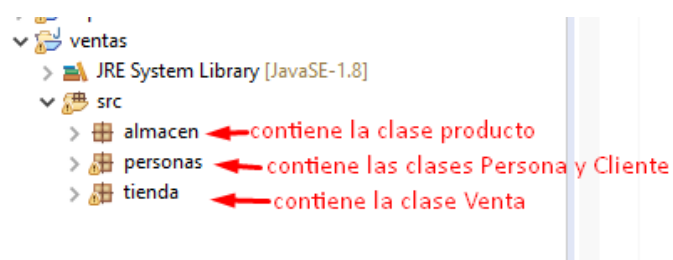 ventas
JRE System Library [JavaSE-1.8]
src
almacen contiene la clase producto
personas contiene las clases Persona y Cliente
tienda contiene la clase Venta